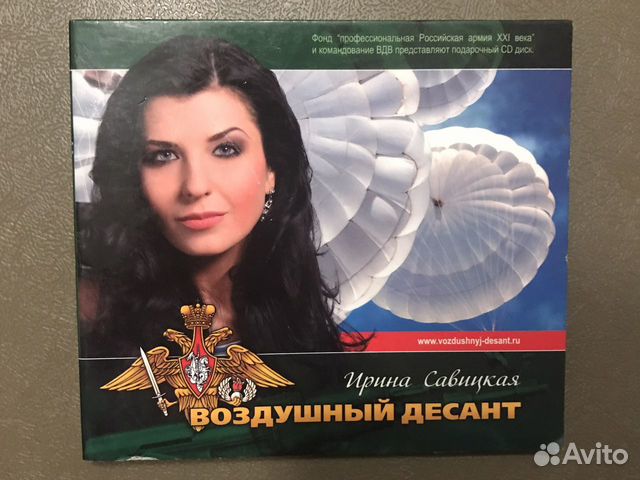 Фонд "профессиональная Российская армия XXI века"
и командование ВДВ представляют подарочный CD диск.
www.vozdushnyj-desant.ru
Ирина Савицкая
ВОЗДУШНЫЙ ДЕСАНТ
Avito